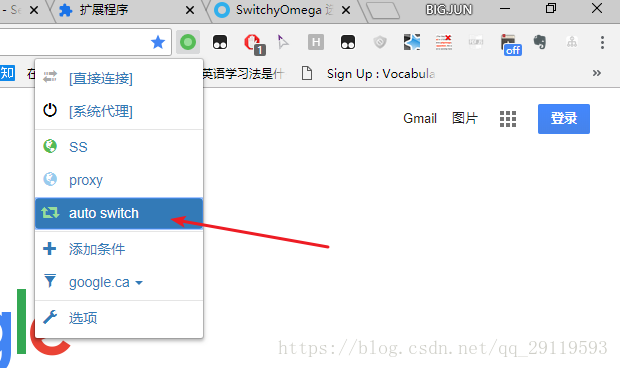 - Se
扩展程序
SwitchyOmega
BIGJUN
1
off
知
在
英语学习法是什
Sign Up : Vocabula
[直接连接]
Gmail
图片
登录
[系统代理]
SS
proxy
auto switch
添加条件
google.ca
选项
gle
https://blog.csdn.net/qq_29119593